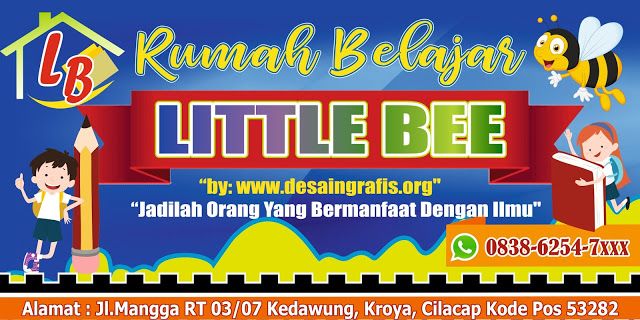 LB
Rumah Belajar
LITTLE BEE
"by: www.desaingrafis.org"
"Jadilah Orang Yang Bermanfaat Dengan Ilmu"
0838-6254-7xxx
Alamat : Jl.Mangga RT 03/07 Kedawung, Kroya, Cilacap Kode Pos 53282